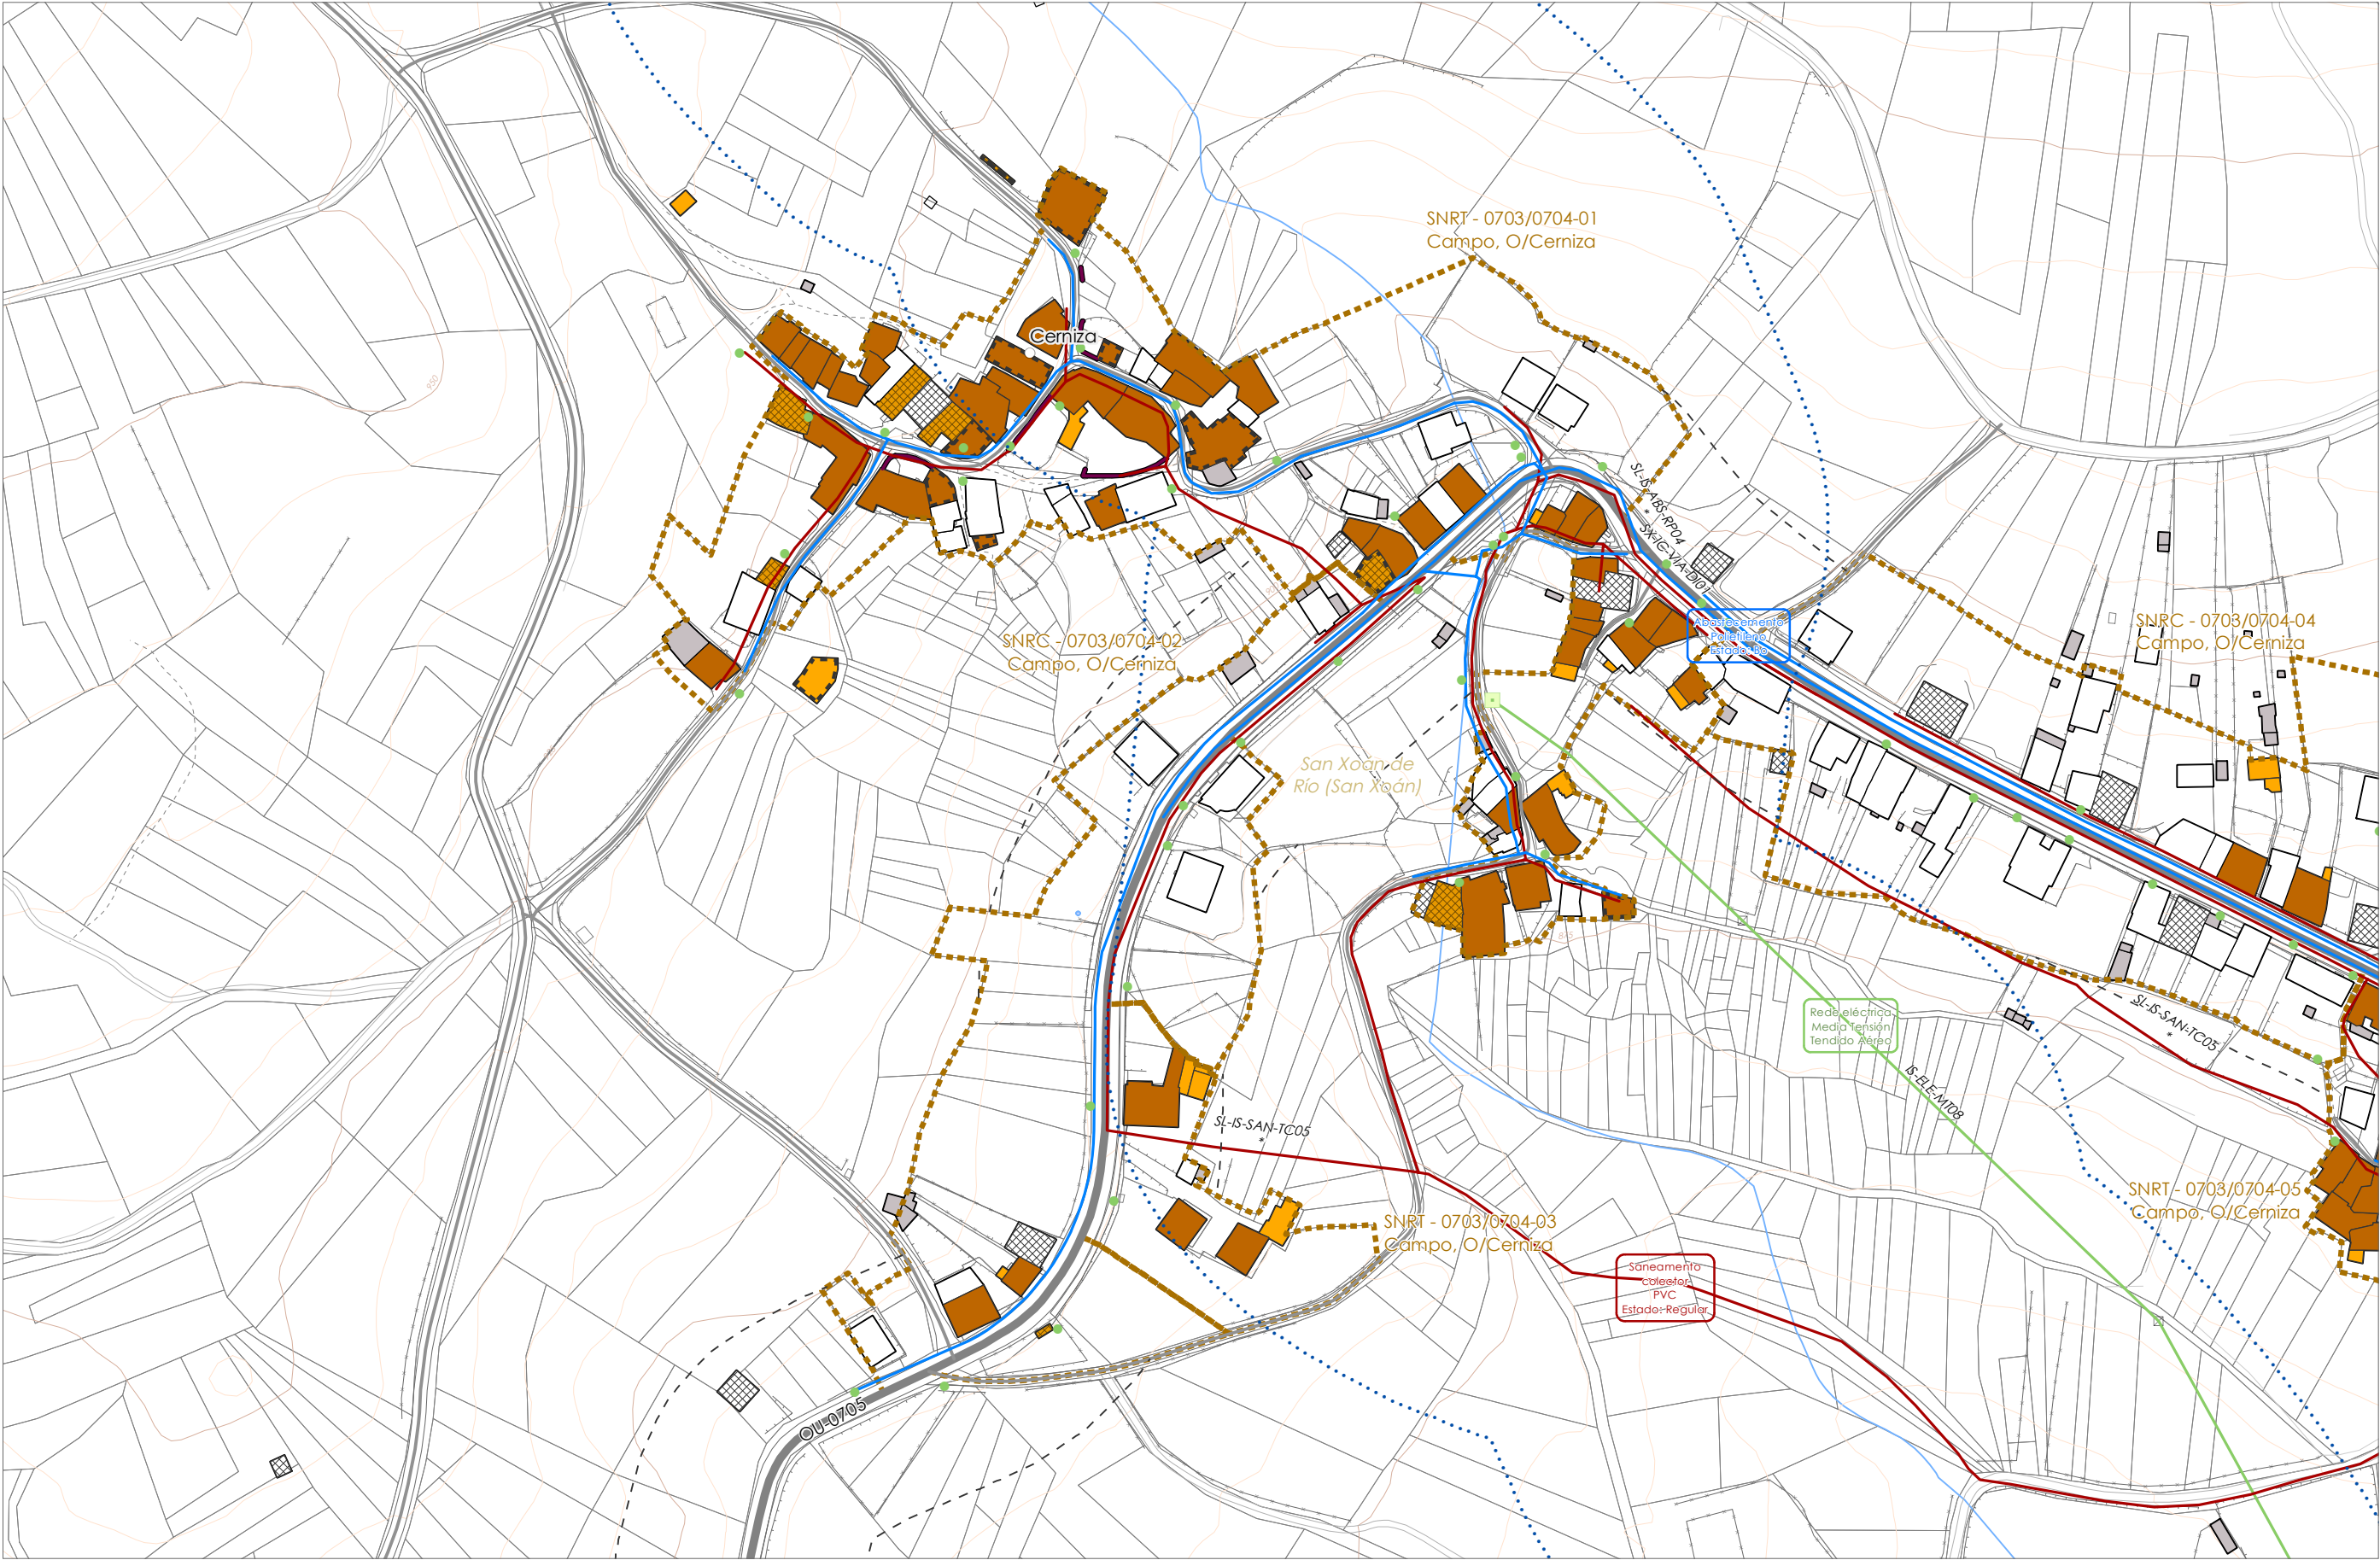 SNRT - 0703/0704-01
Campo, O/Cerniza
Cerniza
950
SL-IS-ABS-RP04
*
SX-IC-VIA-DI01
Abastecemento
Polietileno
Estado: Bo
SNRC - 0703/0704-04
Campo, O/Cerniza
SNRC - 0703/0704-02
Campo, O/Cerniza
San Xoán de
Río (San Xoán)
845
Rede eléctrica
Media Tensión
Tendido Aéreo
SL-IS-SAN-TC05
*
IS-ELE-MT08
SL-IS-SAN-TC05
*
SNRT - 0703/0704-05
Campo, O/Cerniza
SNRT - 0703/0704-03
Campo, O/Cerniza
Saneamento
colector
PVC
Estado: Regular
OU-0705